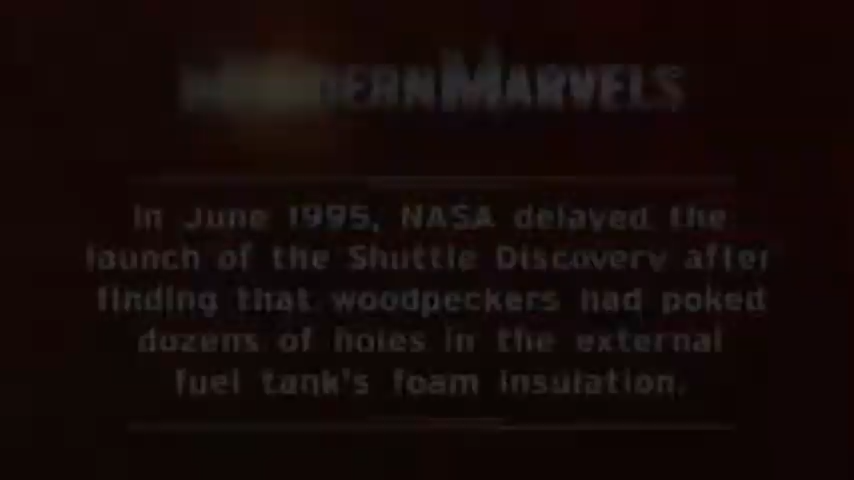 MODERN MARVELS
In June 1995, NASA delayed the
launch of the Shuttle Discovery after
finding that woodpeckers had poked
dozens of holes in the external
fuel tank's foam insulation.